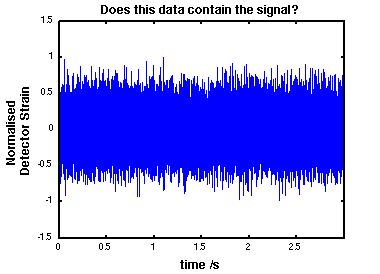 Does this data contain the signal?
1.5
1
0.5
0
-0.5
-1
-1.5
Normalised
Detector Strain
0 0.5 1 1.5 2 2.5
time /s